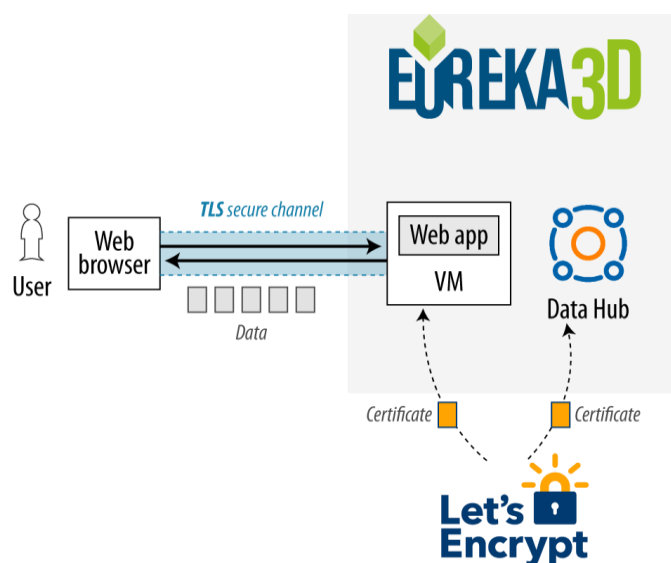 EUREKA3D
TLS secure channel
User
Web
browser
Web app
VM
Data Hub
Data
Certificate
Certificate
Let's
Encrypt